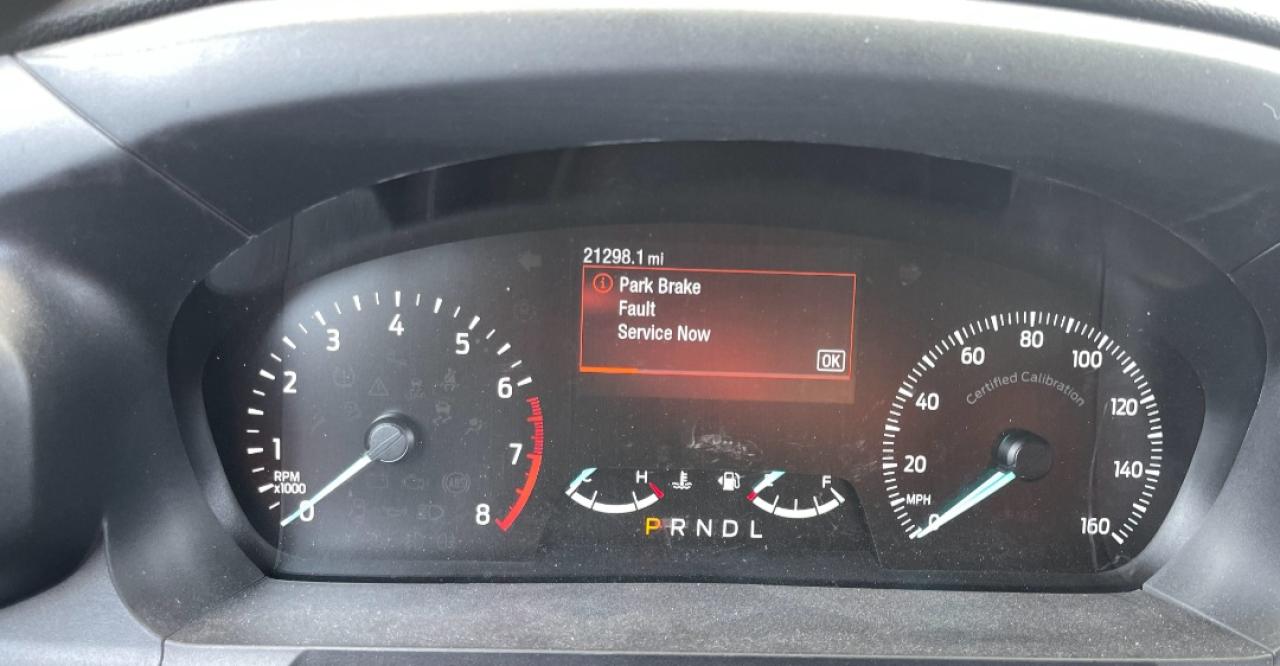 21298.1 mi
Park Brake
Fault
Service Now
OK
0
1
2
3
4
5
6
7
8
RPM
x1000
C
H
E
F
P R N D L
0
20
40
60
80
100
120
140
160
MPH
Certified Calibration
ABS